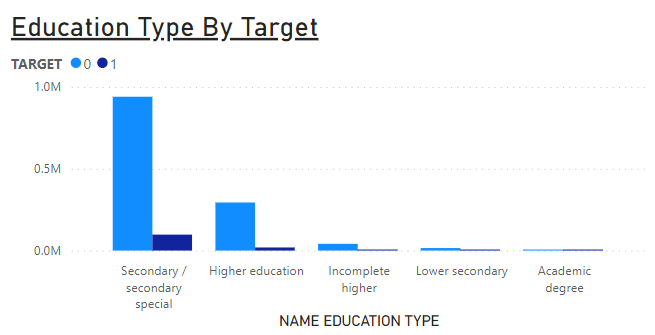 Education Type By Target
TARGET 0 1
1.0M
0.5M
0.0M
Secondary / secondary special
Higher education
Incomplete higher
Lower secondary
Academic degree
NAME EDUCATION TYPE